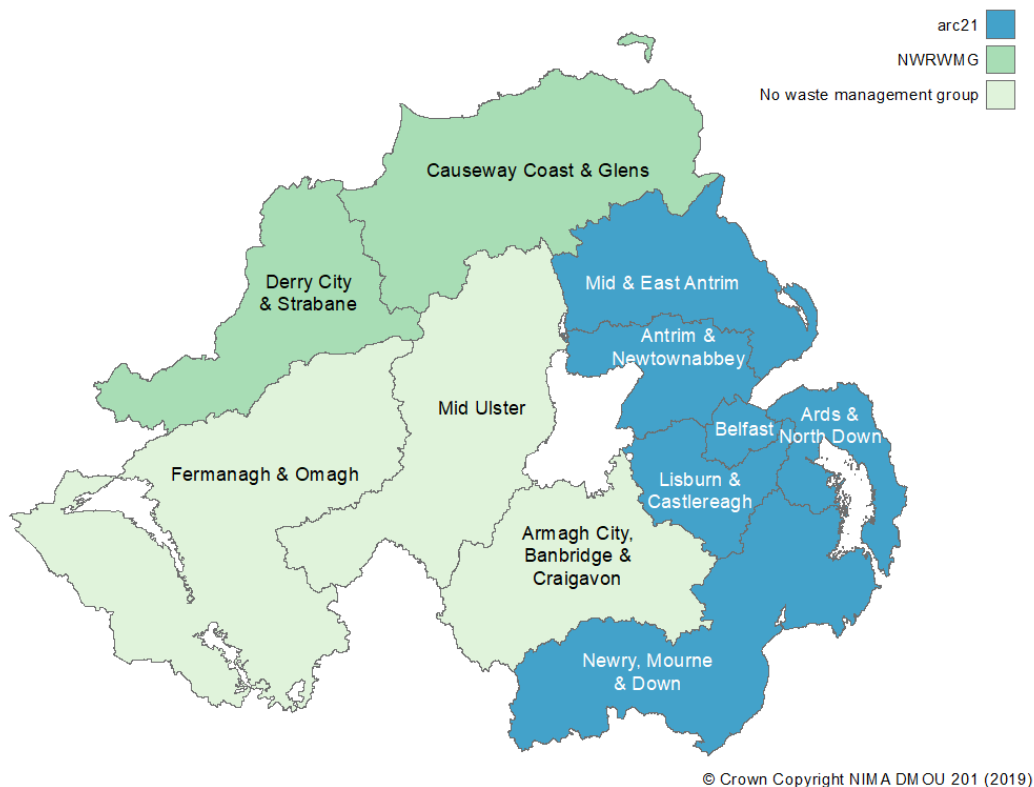 arc21
NWRWMG
No waste management group
Causeway Coast & Glens
Derry City
& Strabane
Mid & East Antrim
Antrim &
Newtownabbey
Mid Ulster
Belfast
Ards &
North Down
Fermanagh & Omagh
Lisburn &
Castlereagh
Armagh City,
Banbridge &
Craigavon
Newry, Mourne
& Down
© Crown Copyright NIMA DMOU 201 (2019)